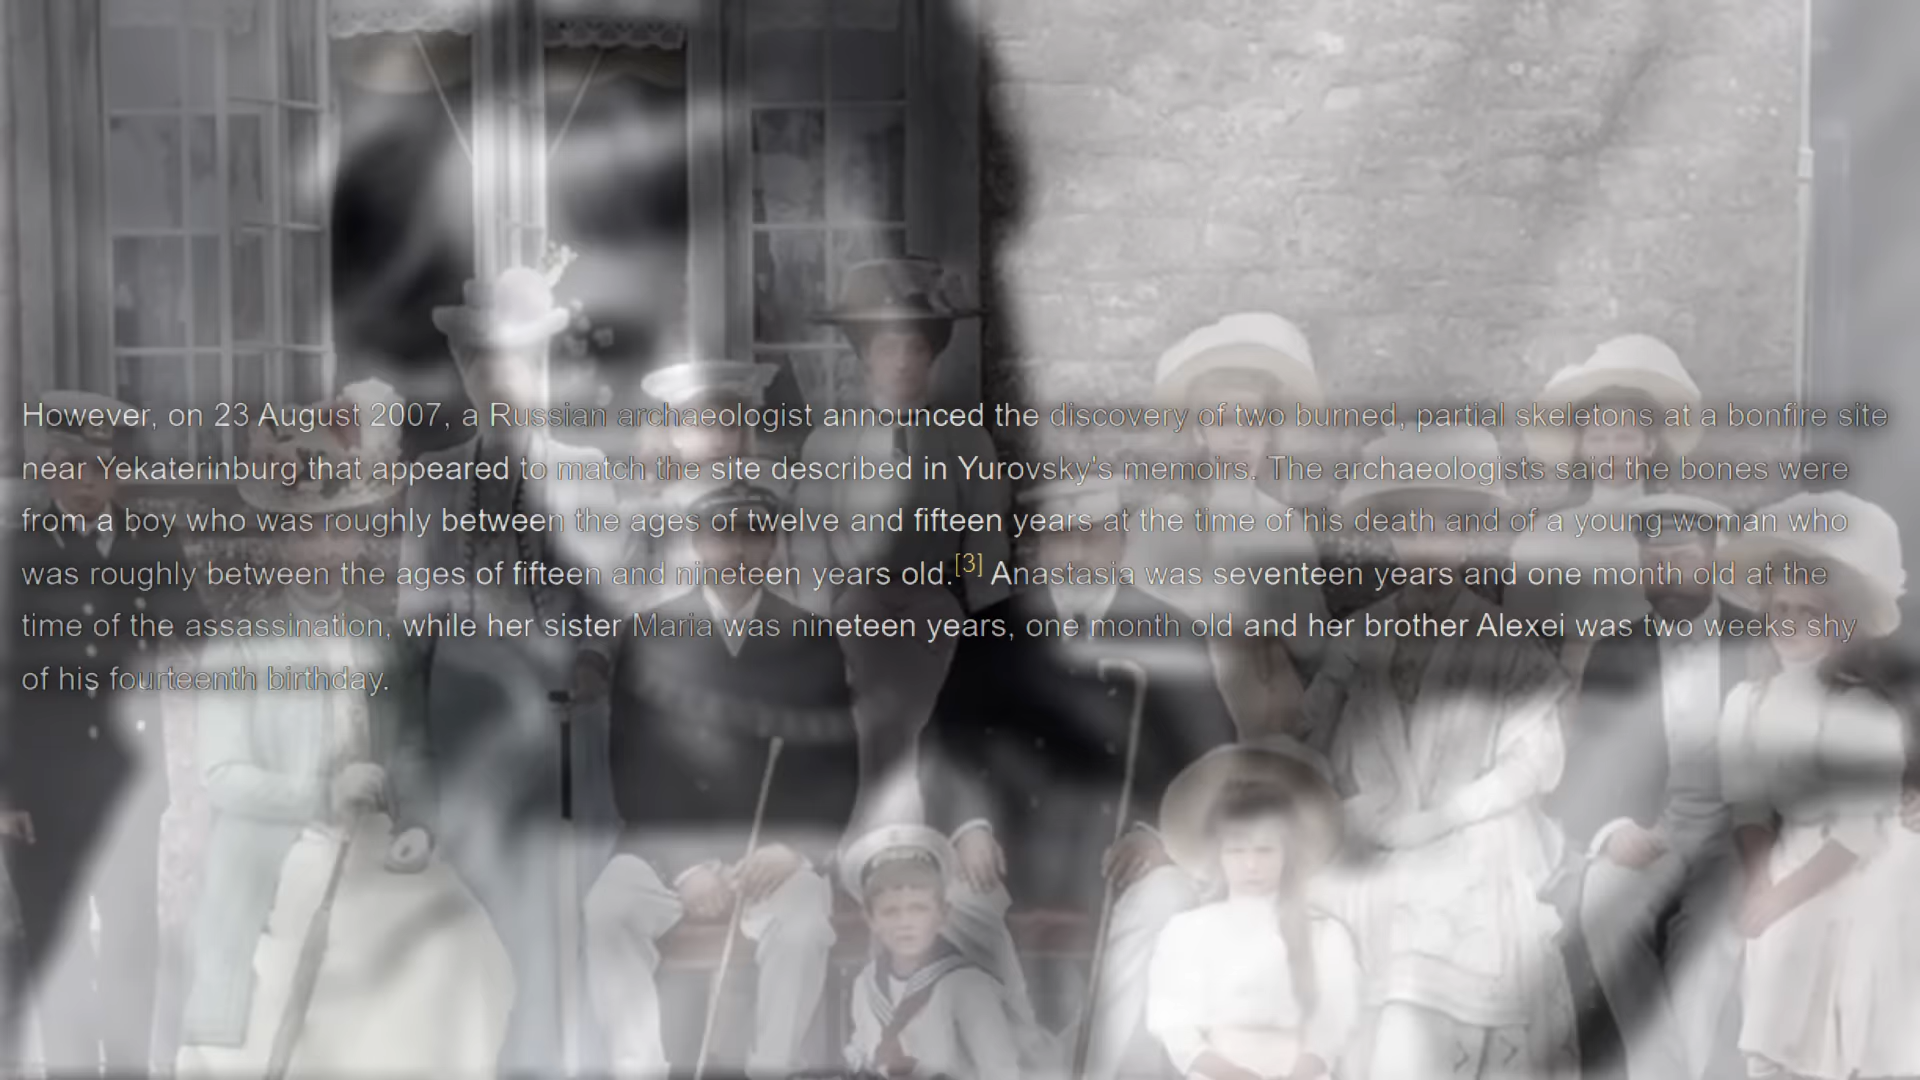 However, on 23 August 2007, a Russian archaeologist announced the discovery of two burned, partial skeletons at a bonfire site
near Yekaterinburg that appeared to match the site described in Yurovsky's memoirs. The archaeologists said the bones were
from a boy who was roughly between the ages of twelve and fifteen years at the time of his death and of a young woman who
was roughly between the ages of fifteen and nineteen years old.[3] Anastasia was seventeen years and one month old at the
time of the assassination, while her sister Maria was nineteen years, one month old and her brother Alexei was two weeks shy
of his fourteenth birthday.